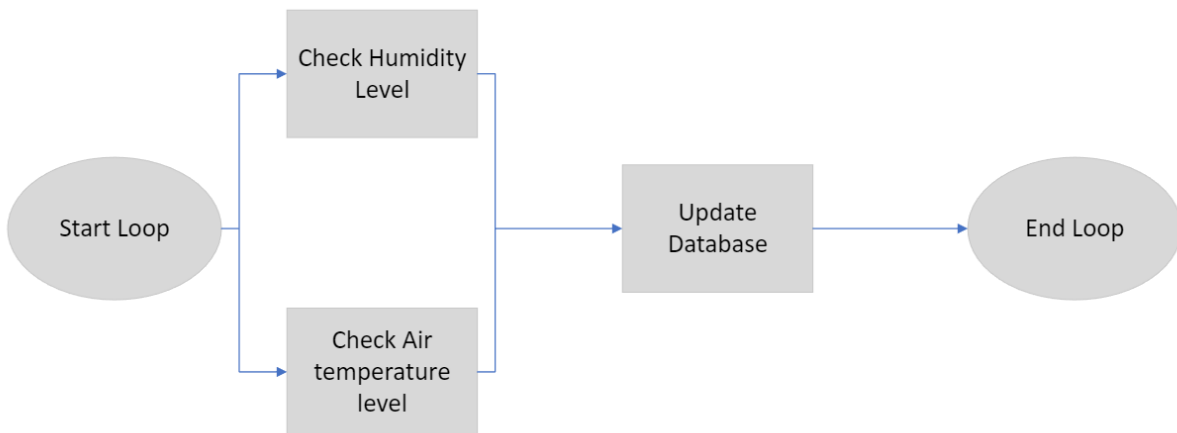 Start Loop
Check Humidity
Level
Check Air
temperature
level
Update
Database
End Loop